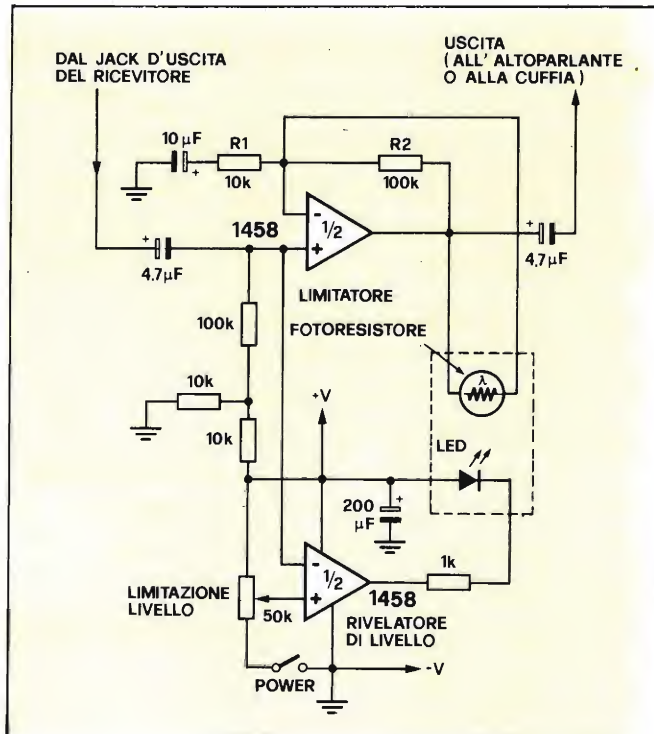 DAL JACK D'USCITA
DEL RICEVITORE
USCITA
(ALL'ALTOPARLANTE
O ALLA CUFFIA)
10 µF
+
R1
10k
R2
100k
-
1/2
+
1458
+
4,7µF
+
4,7µF
LIMITATORE
FOTORESISTORE
100k
λ
10k
10k
+V
LED
200
µF
+
-
1/2
+
1k
1458
LIMITAZIONE
LIVELLO
50k
RIVELATORE
DI LIVELLO
POWER
-V